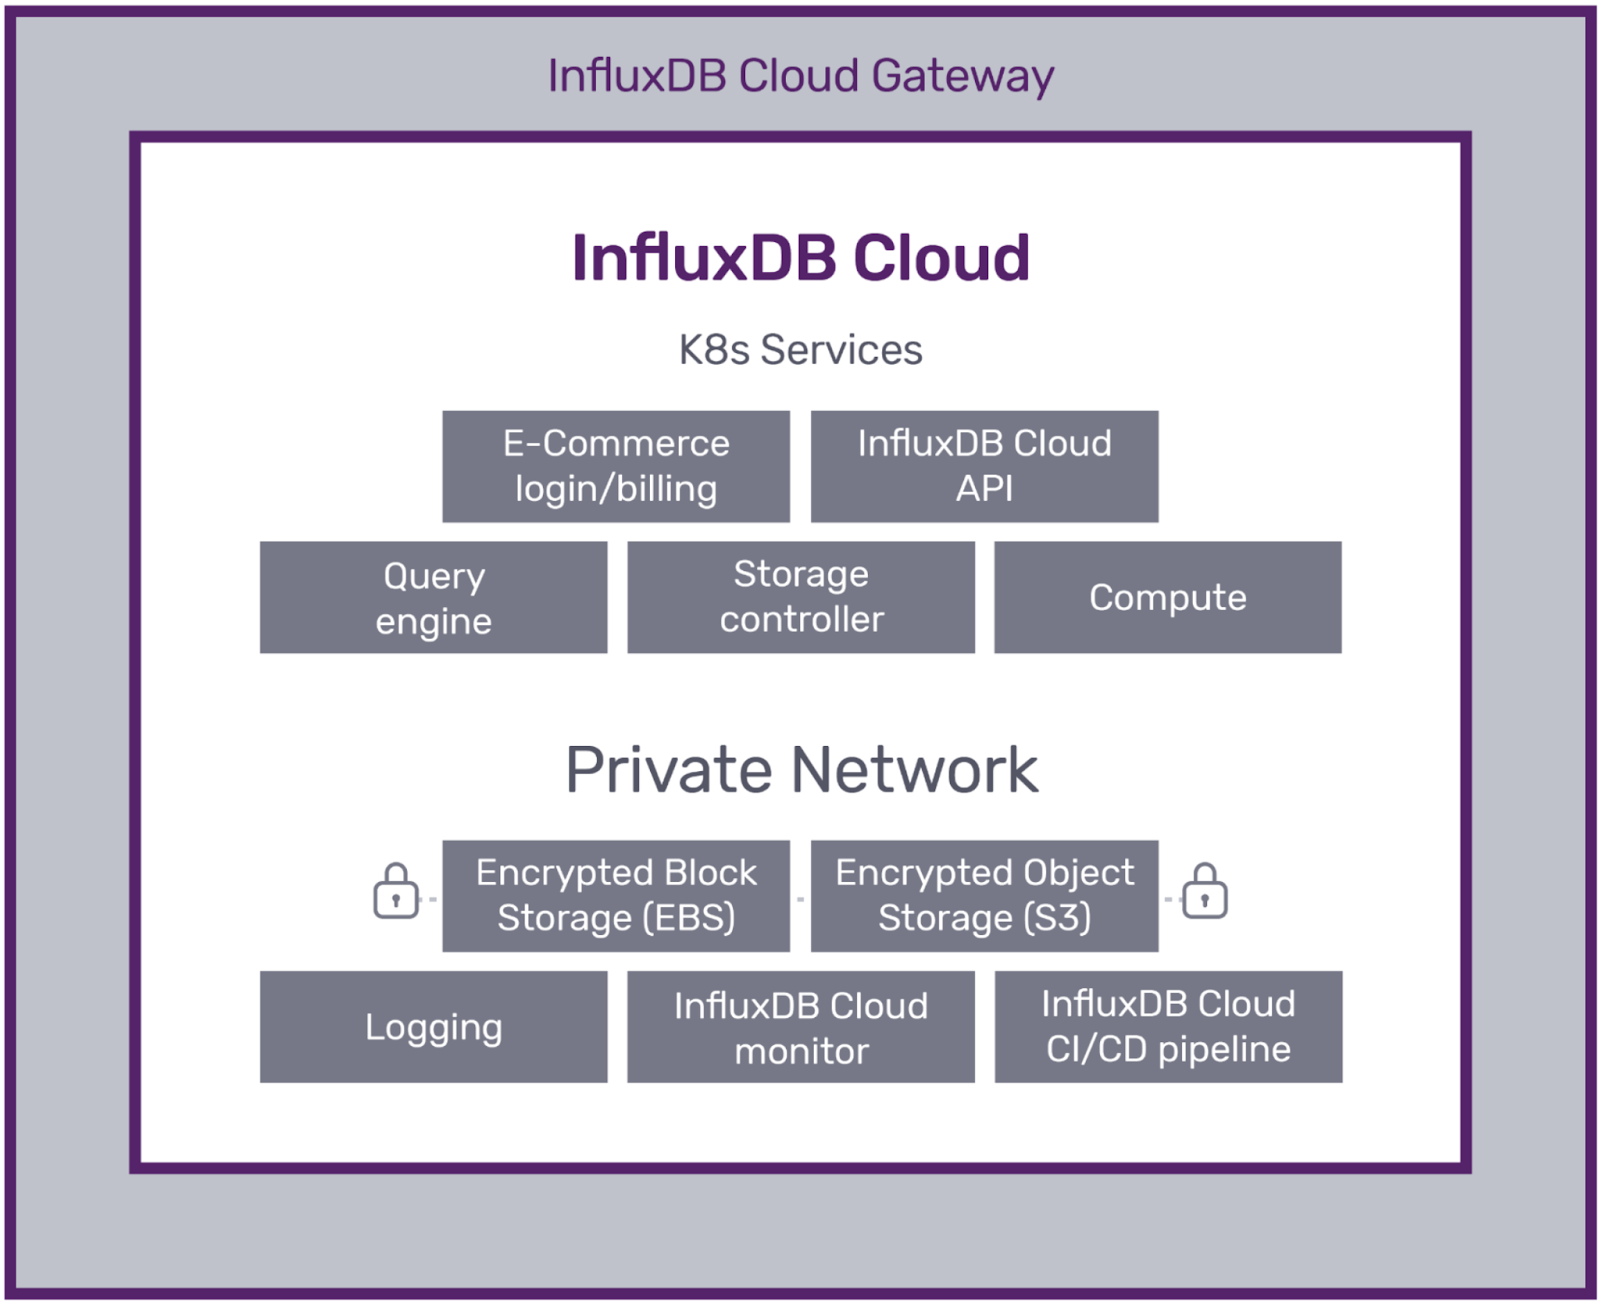 InfluxDB Cloud Gateway
InfluxDB Cloud
K8s Services
E-Commerce
login/billing
InfluxDB Cloud
API
Query
engine
Storage
controller
Compute
Private Network
Encrypted Block
Storage (EBS)
Encrypted Object
Storage (S3)
Logging
InfluxDB Cloud
monitor
InfluxDB Cloud
CI/CD pipeline